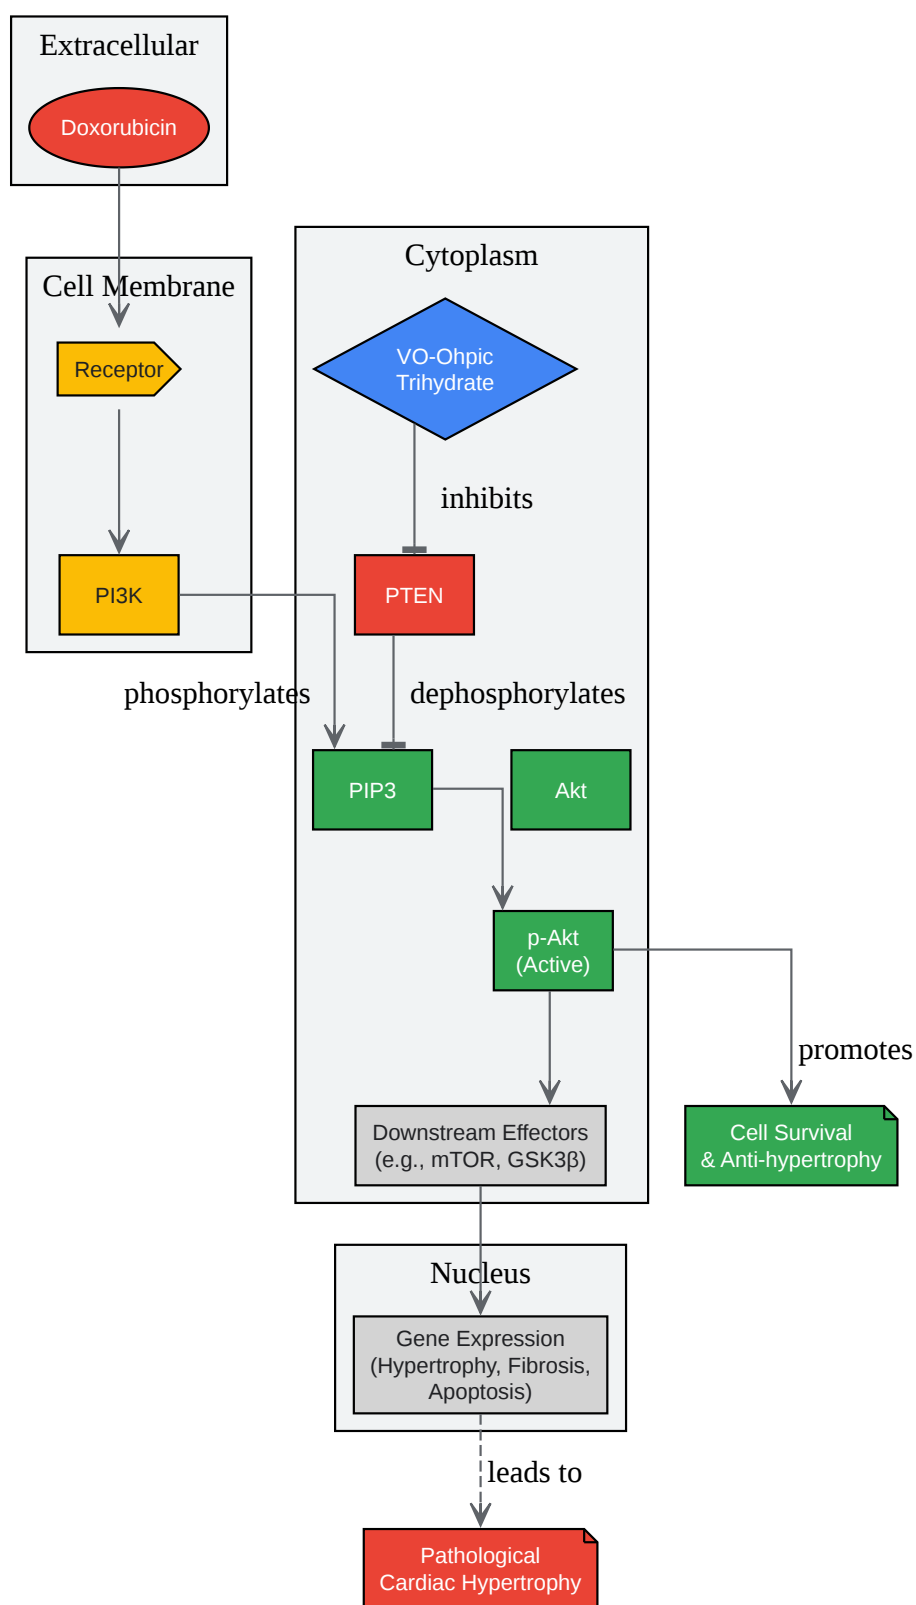 Extracellular
Doxorubicin
Cell Membrane
Receptor
PI3K
Cytoplasm
VO-Ohpic
Trihydrate
inhibits
PTEN
phosphorylates
dephosphorylates
PIP3
Akt
p-Akt
(Active)
promotes
Downstream Effectors
(e.g., mTOR, GSK3β)
Cell Survival
& Anti-hypertrophy
Nucleus
Gene Expression
(Hypertrophy, Fibrosis,
Apoptosis)
leads to
Pathological
Cardiac Hypertrophy